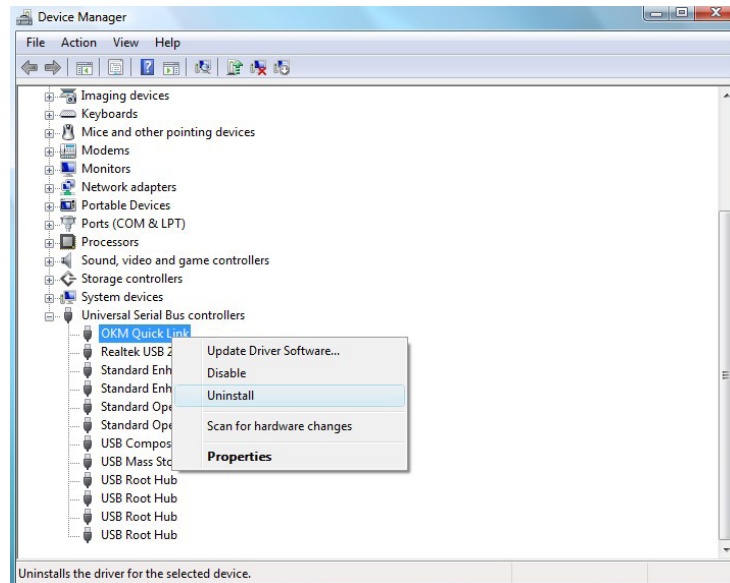 Device Manager
File Action View Help
Imaging devices
Keyboards
Mice and other pointing devices
Modems
Monitors
Network adapters
Portable Devices
Ports (COM & LPT)
Processors
Sound, video and game controllers
Storage controllers
System devices
Universal Serial Bus controllers
OKM Quick Link
Realtek USB 2
Standard Enh
Standard Enh
Standard Ope
Standard Ope
USB Compos
USB Mass Sto
USB Root Hub
USB Root Hub
USB Root Hub
USB Root Hub
Update Driver Software...
Disable
Uninstall
Scan for hardware changes
Properties
Uninstalls the driver for the selected device.